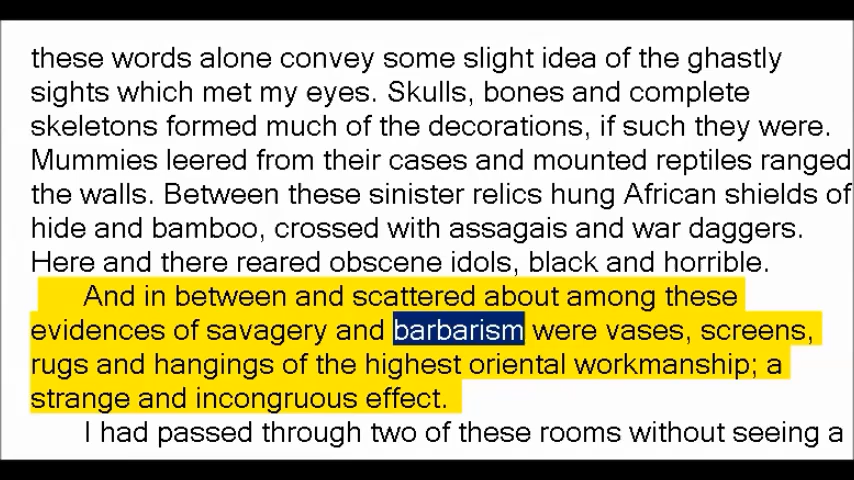 these words alone convey some slight idea of the ghastly
sights which met my eyes. Skulls, bones and complete
skeletons formed much of the decorations, if such they were.
Mummies leered from their cases and mounted reptiles ranged
the walls. Between these sinister relics hung African shields of
hide and bamboo, crossed with assagais and war daggers.
Here and there reared obscene idols, black and horrible.
And in between and scattered about among these
evidences of savagery and barbarism were vases, screens,
rugs and hangings of the highest oriental workmanship; a
strange and incongruous effect.
I had passed through two of these rooms without seeing a